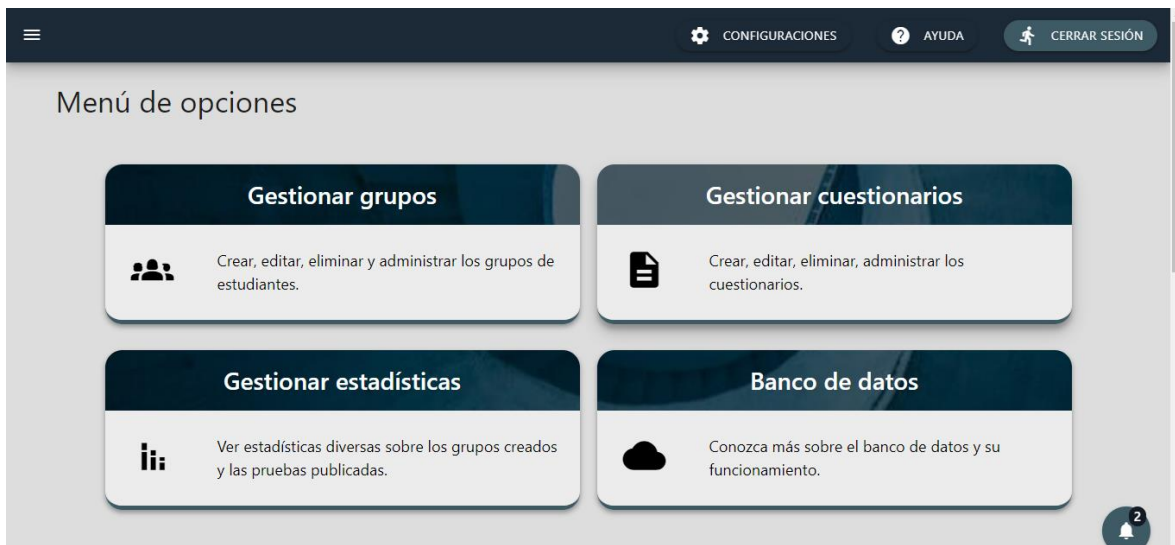 CONFIGURACIONES
AYUDA
CERRAR SESIÓN
Menú de opciones
Gestionar grupos
Crear, editar, eliminar y administrar los grupos de
estudiantes.
Gestionar cuestionarios
Crear, editar, eliminar, administrar los
cuestionarios.
Gestionar estadísticas
Ver estadísticas diversas sobre los grupos creados
y las pruebas publicadas.
Banco de datos
Conozca más sobre el banco de datos y su
funcionamiento.
2